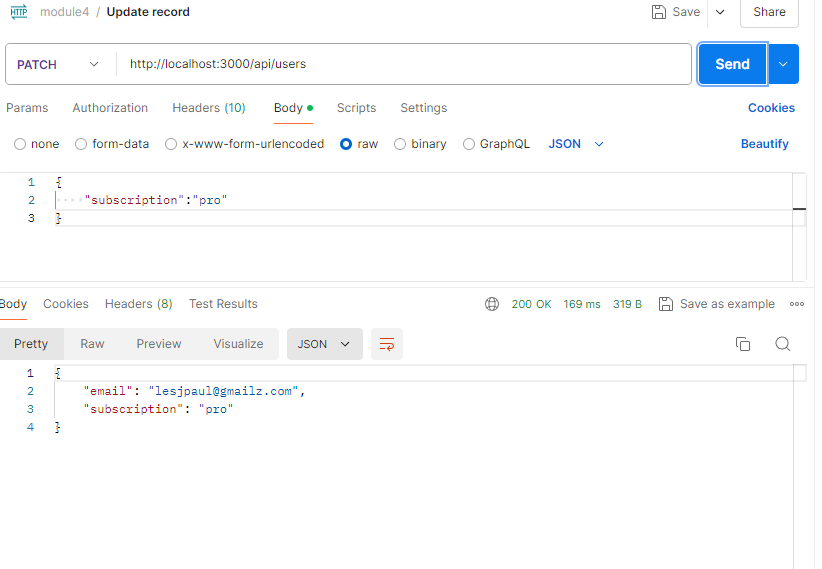 HTTP module4 / Update record Save Share
PATCH http://localhost:3000/api/users Send
Params Authorization Headers (10) Body Scripts Settings Cookies
none form-data x-www-form-urlencoded raw binary GraphQL JSON Beautify
1 {
2 "subscription":"pro"
3 }
Body Cookies Headers (8) Test Results 200 OK 169 ms 319 B Save as example
Pretty Raw Preview Visualize JSON
1 {
2 "email": "lesjpaul@gmailz.com",
3 "subscription": "pro"
4 }